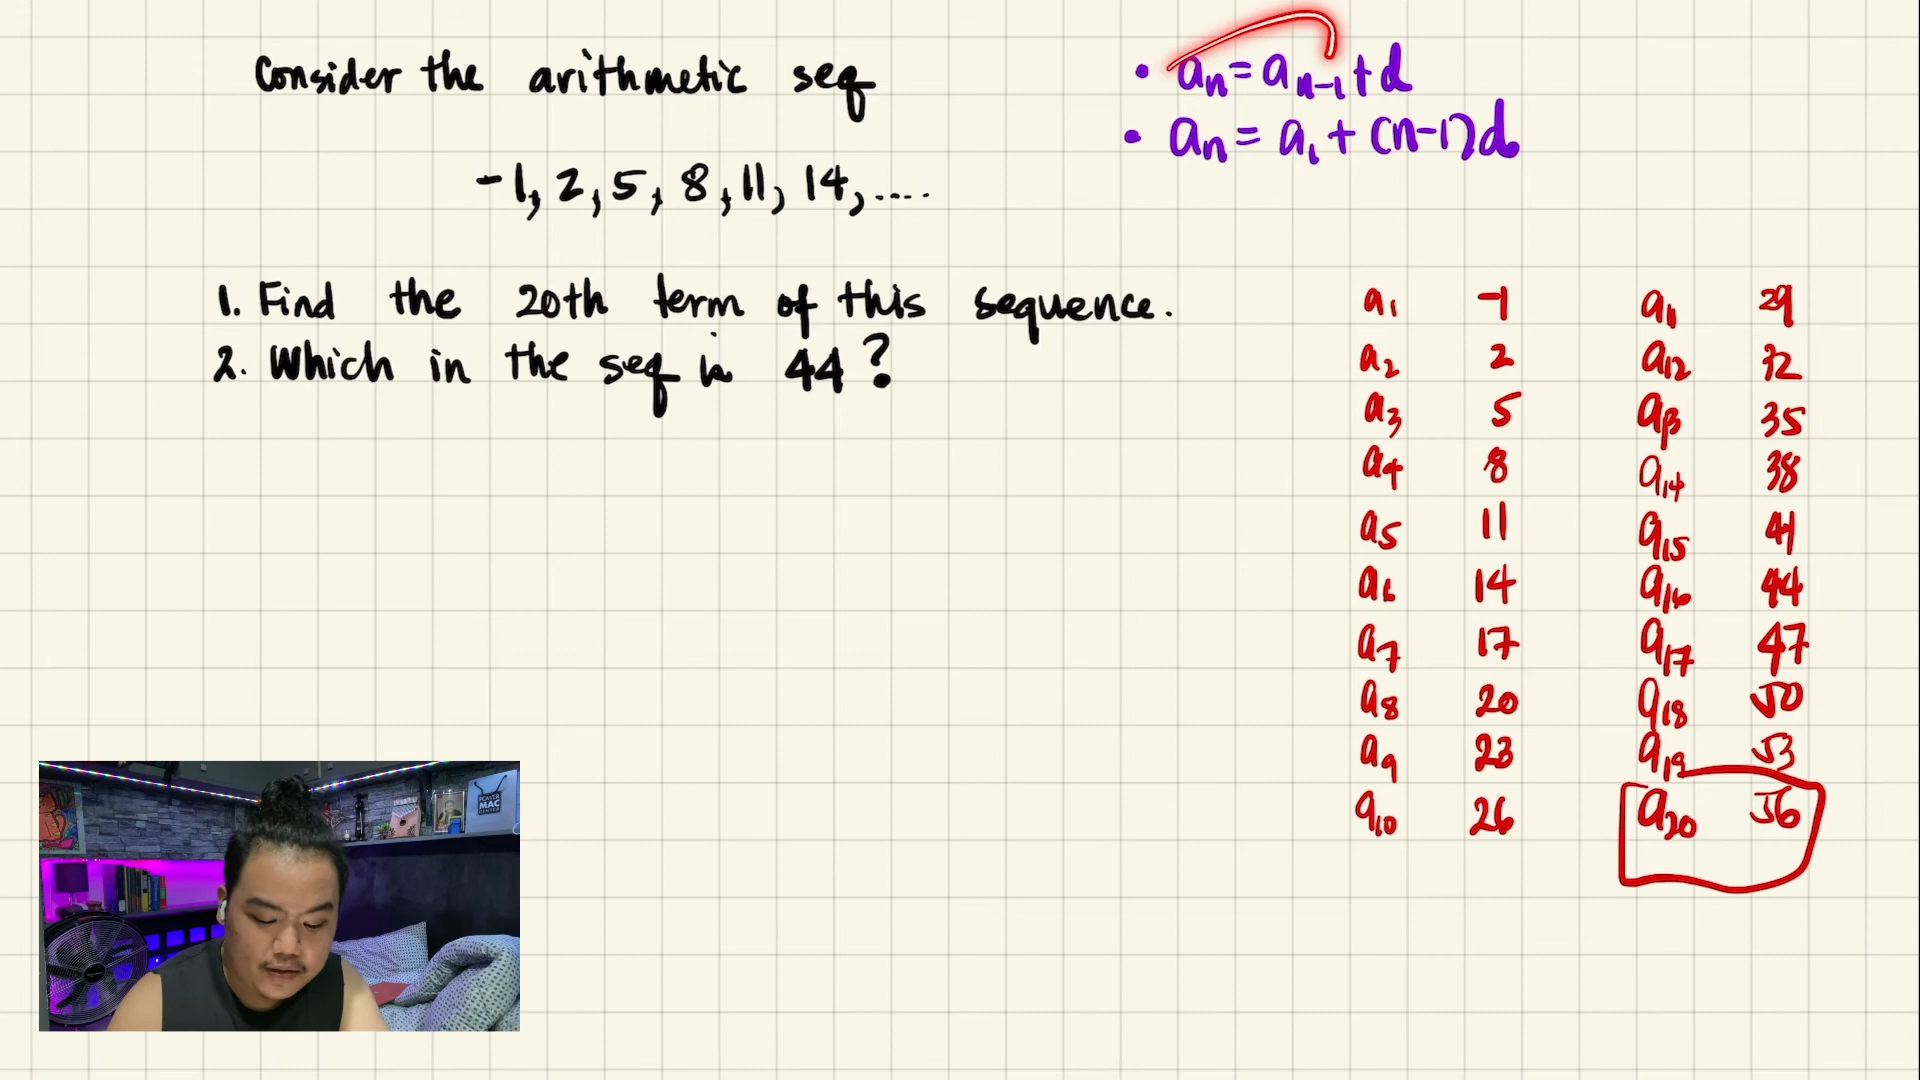 Consider the arithmetic seq
-1, 2, 5, 8, 11, 14, ....
• aₙ = aₙ₋₁ + d
• aₙ = a₁ + (n-1)d
1. Find the 20th term of this sequence.
2. Which in the seq is 44?
a₁ -1
a₂ 2
a₃ 5
a₄ 8
a₅ 11
a₆ 14
a₇ 17
a₈ 20
a₉ 23
a₁₀ 26
a₁₁ 29
a₁₂ 32
a₁₃ 35
a₁₄ 38
a₁₅ 41
a₁₆ 44
a₁₇ 47
a₁₈ 50
a₁₉ 53
a₂₀ 56
POWER
MAC
CENTER